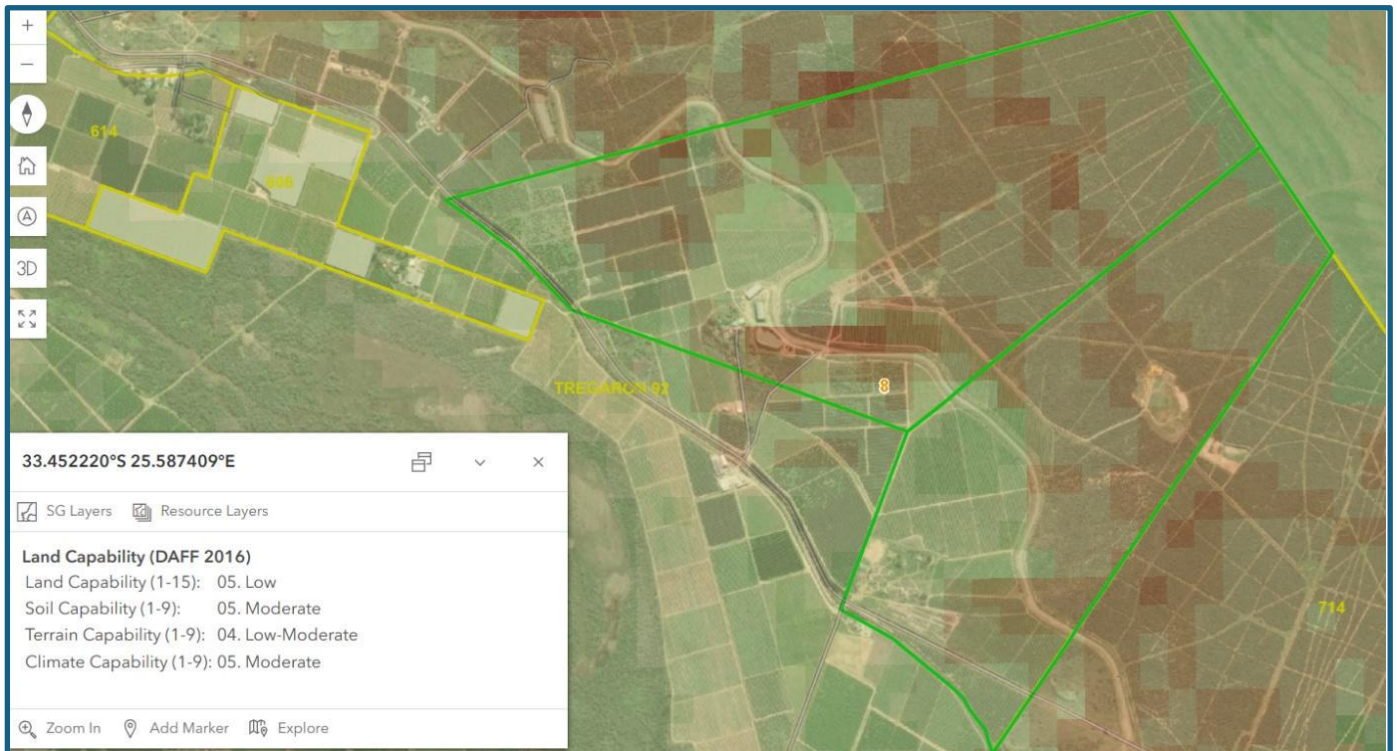 +
−
614
606
3D
TREGARON 92
8
714
33.452220°S 25.587409°E
SG Layers
Resource Layers
Land Capability (DAFF 2016)
Land Capability (1-15): 05. Low
Soil Capability (1-9): 05. Moderate
Terrain Capability (1-9): 04. Low-Moderate
Climate Capability (1-9): 05. Moderate
Zoom In
Add Marker
Explore